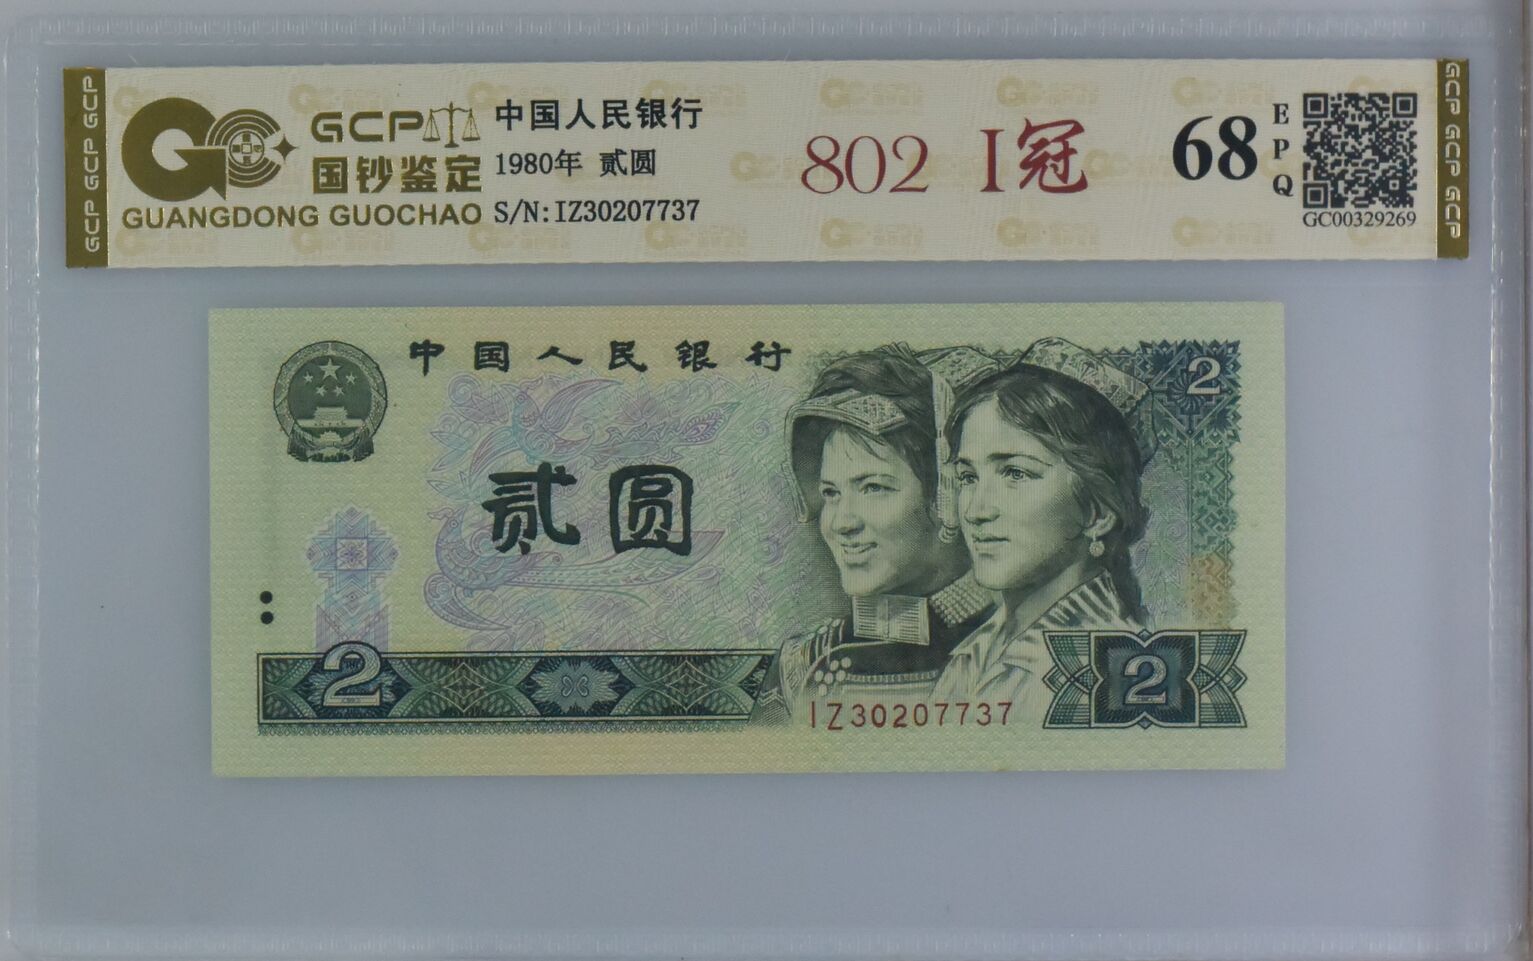 GCP GCP GCP
GCP
国钞鉴定
GUANGDONG GUOCHAO
中国人民银行
1980年 贰圆
S/N:IZ30207737
802 I冠
68
EPQ
GC00329269
GCP GCP GCP
中国人民银行
2
贰圆
2
IZ30207737
2